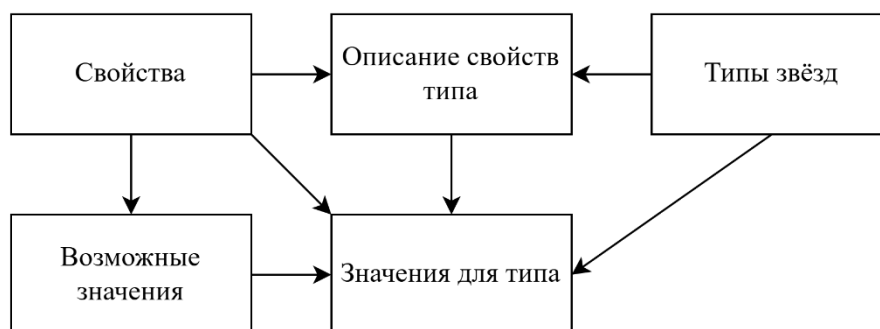 Свойства
Описание свойств
типа
Типы звёзд
Возможные
значения
Значения для типа